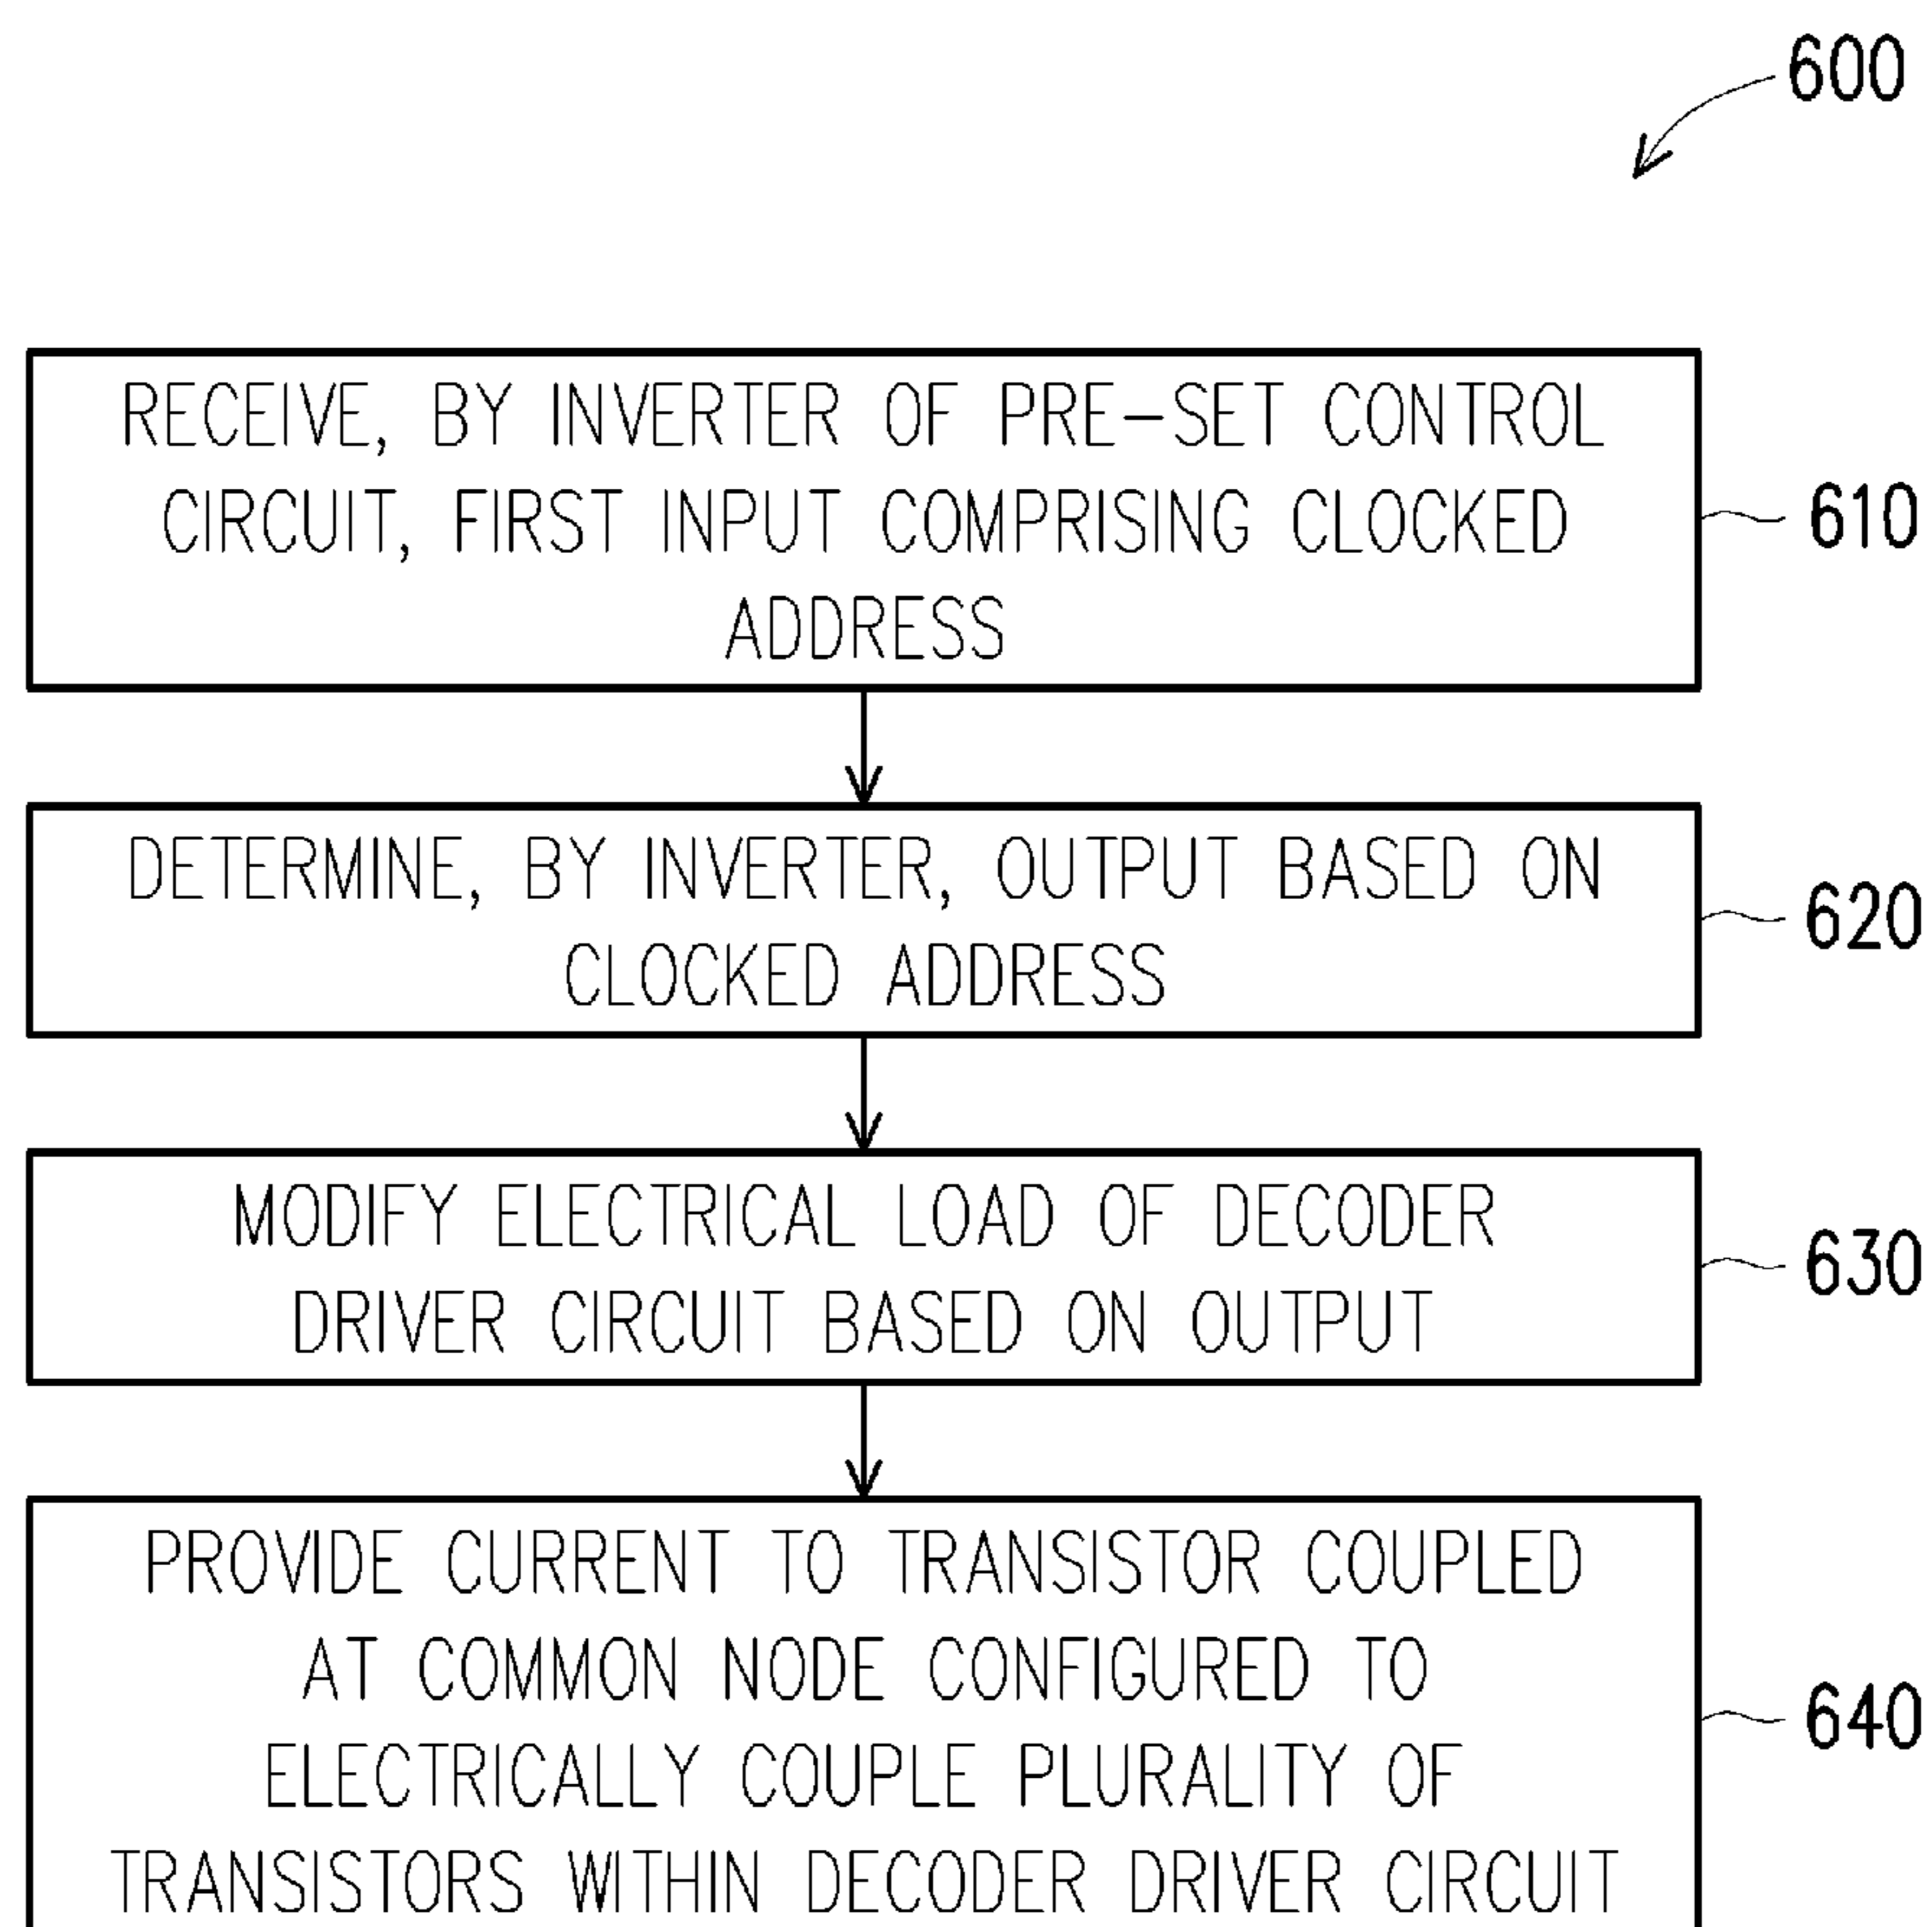 600
RECEIVE, BY INVERTER OF PRE-SET CONTROL
CIRCUIT, FIRST INPUT COMPRISING CLOCKED
ADDRESS
610
DETERMINE, BY INVERTER, OUTPUT BASED ON
CLOCKED ADDRESS
620
MODIFY ELECTRICAL LOAD OF DECODER
DRIVER CIRCUIT BASED ON OUTPUT
630
PROVIDE CURRENT TO TRANSISTOR COUPLED
AT COMMON NODE CONFIGURED TO
ELECTRICALLY COUPLE PLURALITY OF
TRANSISTORS WITHIN DECODER DRIVER CIRCUIT
640